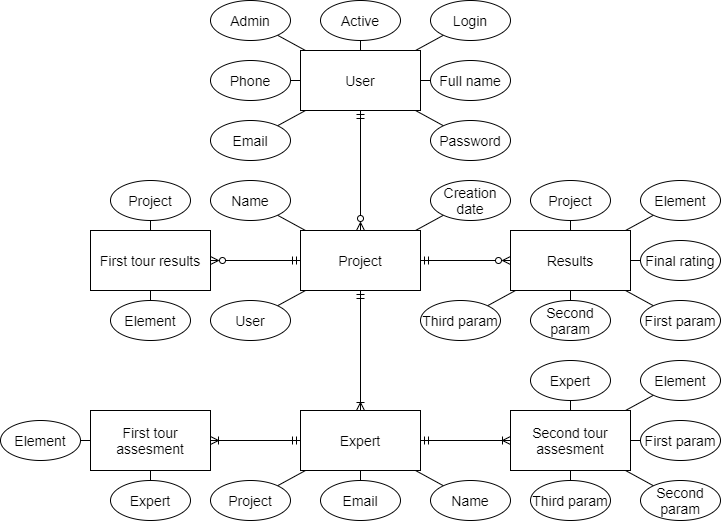 Admin
Active
Login
Phone
User
Full name
Email
Password
Project
Name
Creation
date
Project
Element
First tour results
Project
Results
Final rating
Element
User
Third param
Second
param
First param
Expert
Element
Element
First tour
assesment
Expert
Second tour
assesment
First param
Expert
Project
Email
Name
Third param
Second
param